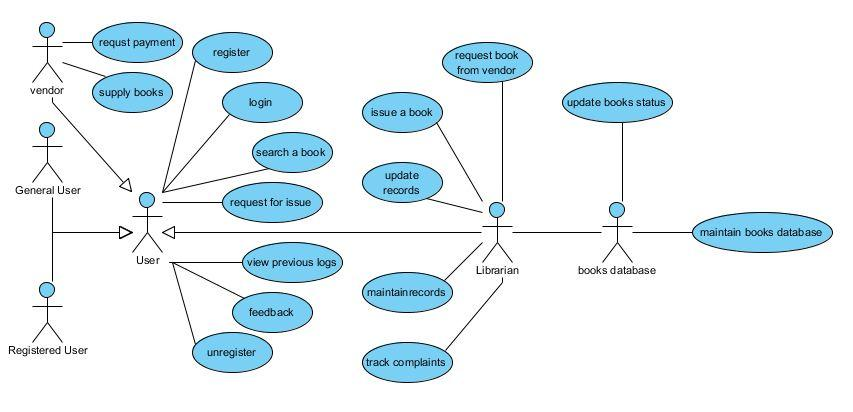 requst payment
supply books
vendor
General User
Registered User
register
login
search a book
request for issue
User
view previous logs
feedback
unregister
request book
from vendor
issue a book
update
records
Librarian
maintainrecords
track complaints
update books status
books database
maintain books database